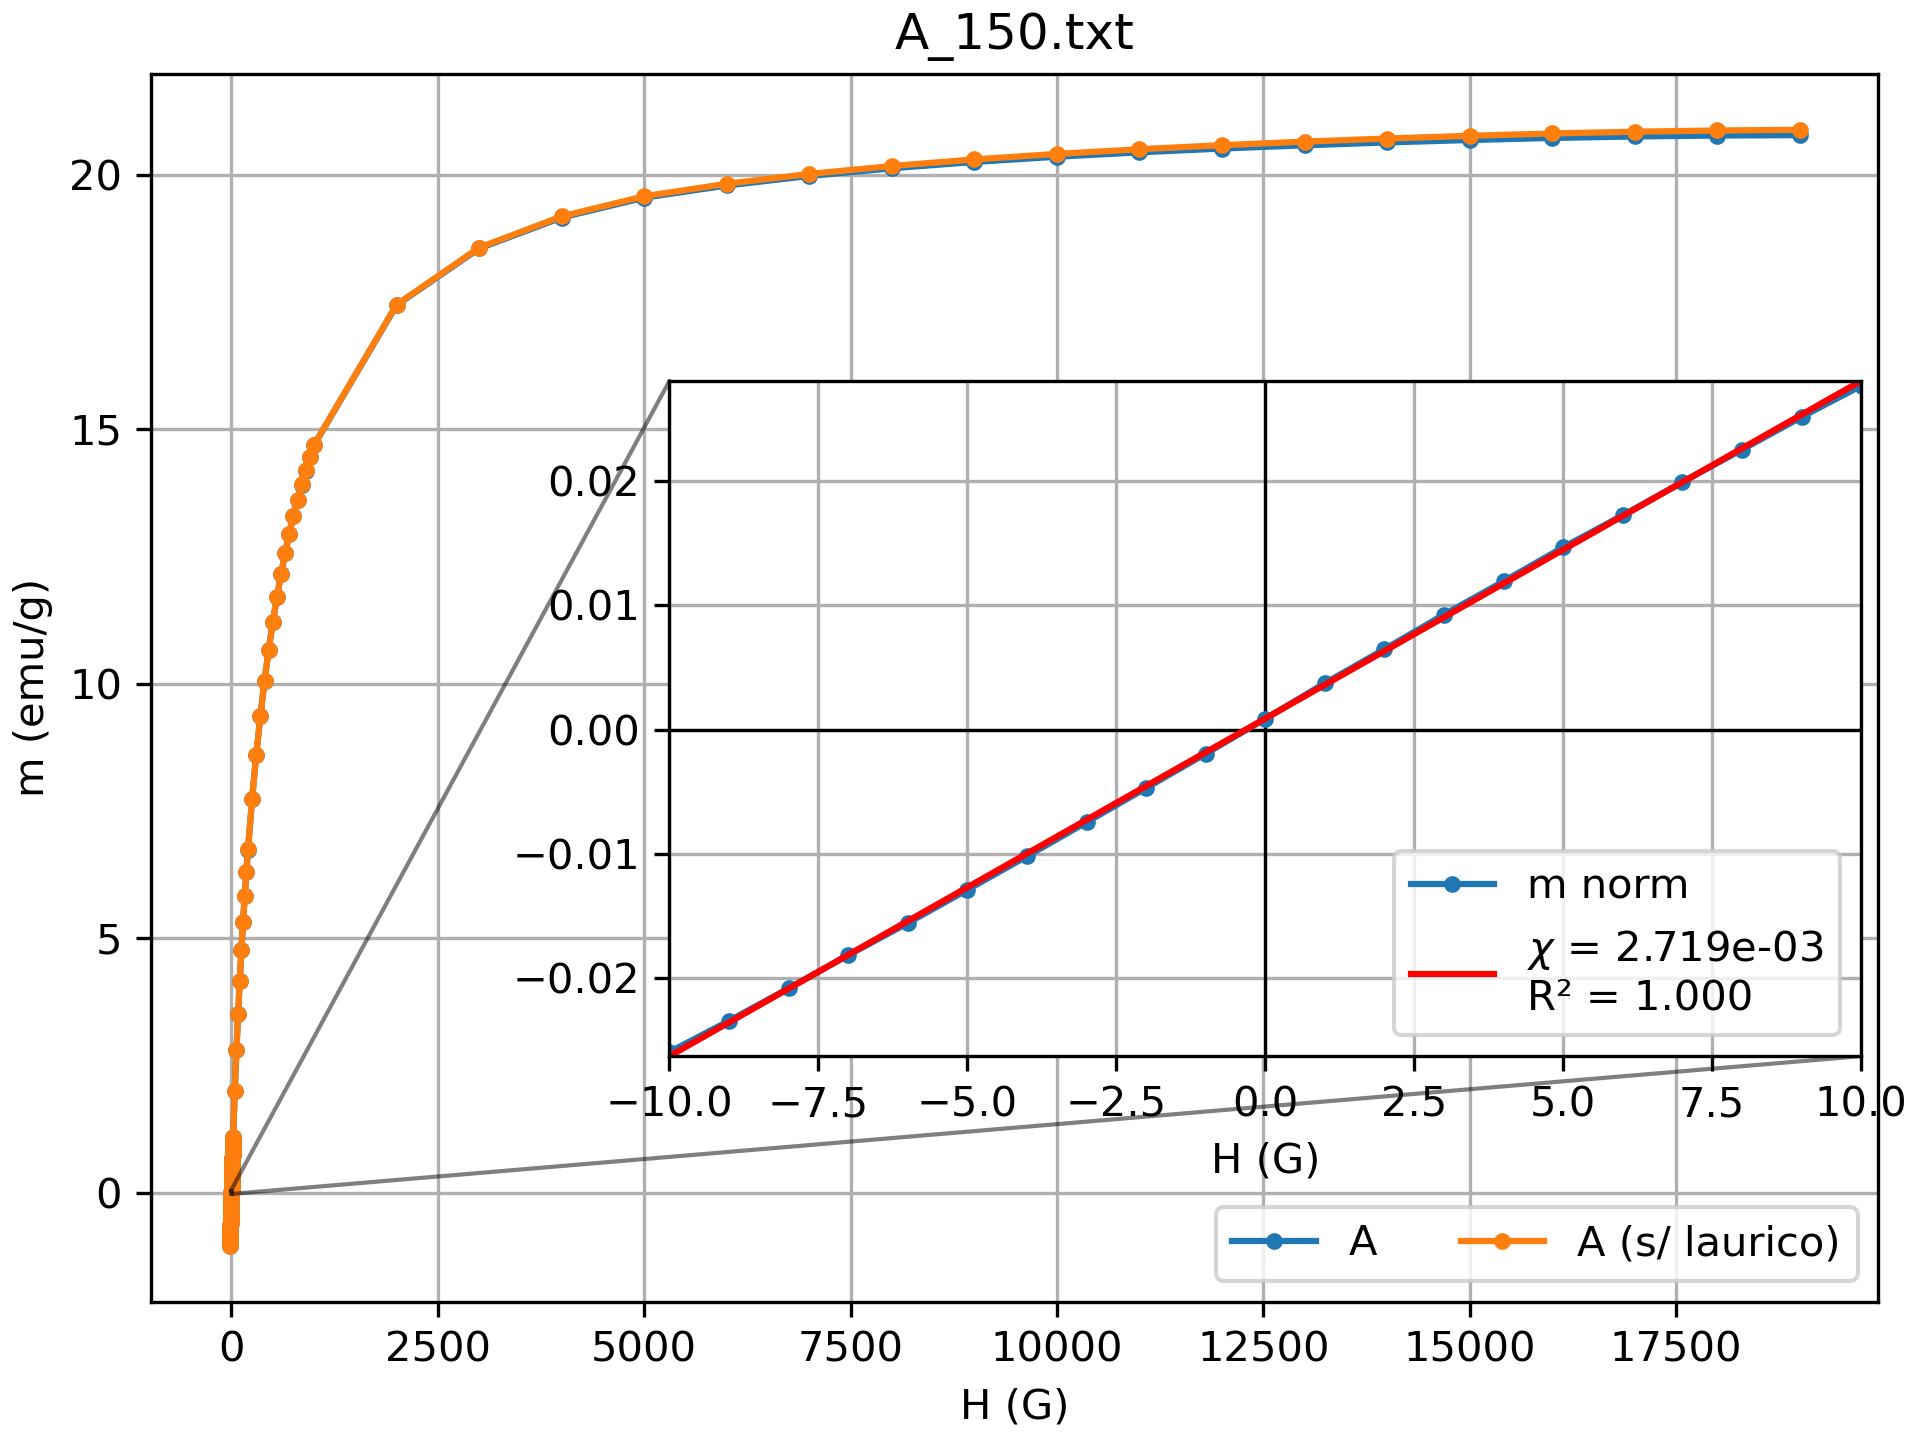 A_150.txt
20
15
10
5
0
m (emu/g)
0.02
0.01
0.00
−0.01
−0.02
m norm
χ = 2.719e-03
R² = 1.000
−10.0 −7.5 −5.0 −2.5 0.0 2.5 5.0 7.5 10.0
H (G)
A A (s/ laurico)
0 2500 5000 7500 10000 12500 15000 17500
H (G)